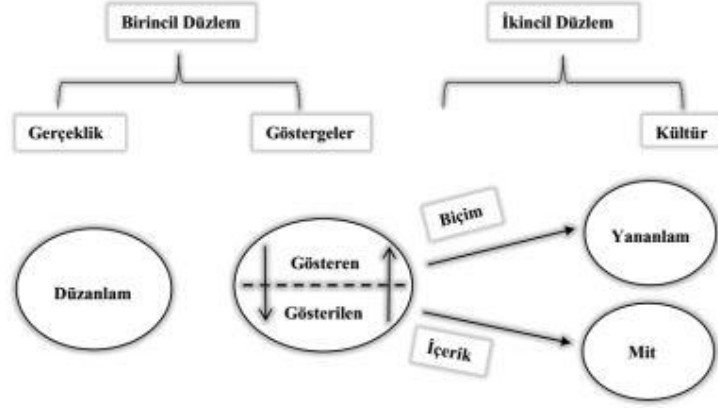 Birincil Düzlem
İkincil Düzlem
Gerçeklik
Göstergeler
Kültür
Düzanlam
Gösteren
Gösterilen
Biçim
İçerik
Yananlam
Mit